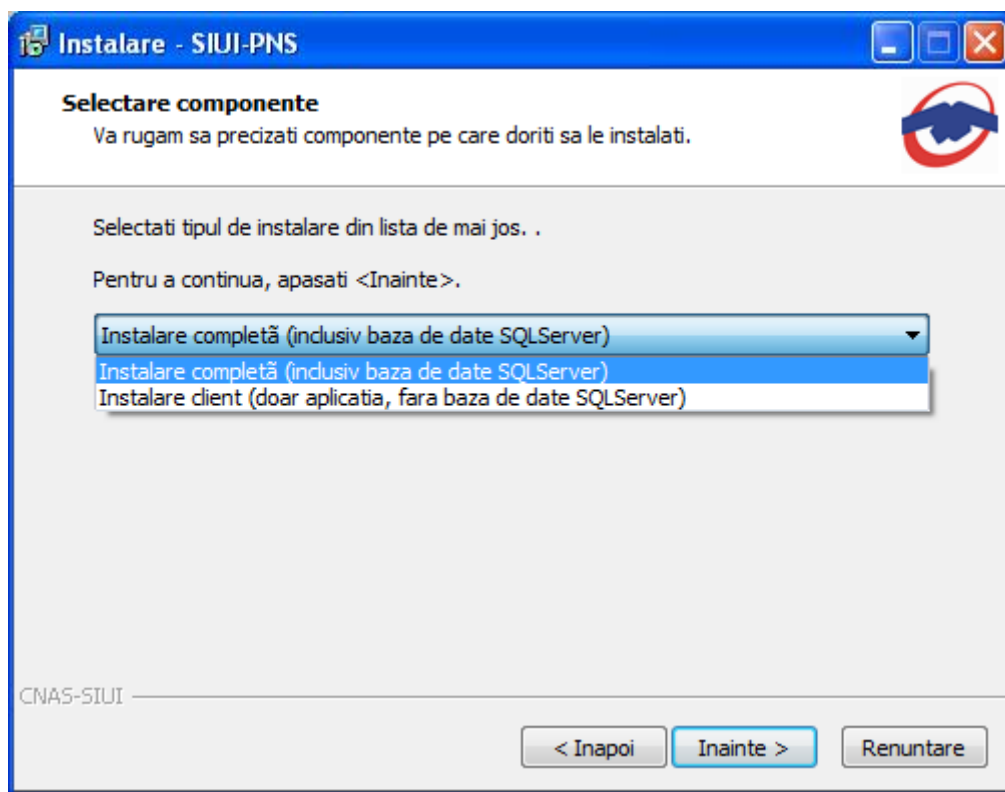 Instalare - SIUI-PNS
Selectare componente
Va rugam sa precizati componente pe care doriti sa le instalati.
Selectati tipul de instalare din lista de mai jos. .
Pentru a continua, apasati <Inainte>.
Instalare completã (inclusiv baza de date SQLServer)
Instalare completã (inclusiv baza de date SQLServer)
Instalare client (doar aplicatia, fara baza de date SQLServer)
CNAS-SIUI
< Inapoi
Inainte >
Renuntare